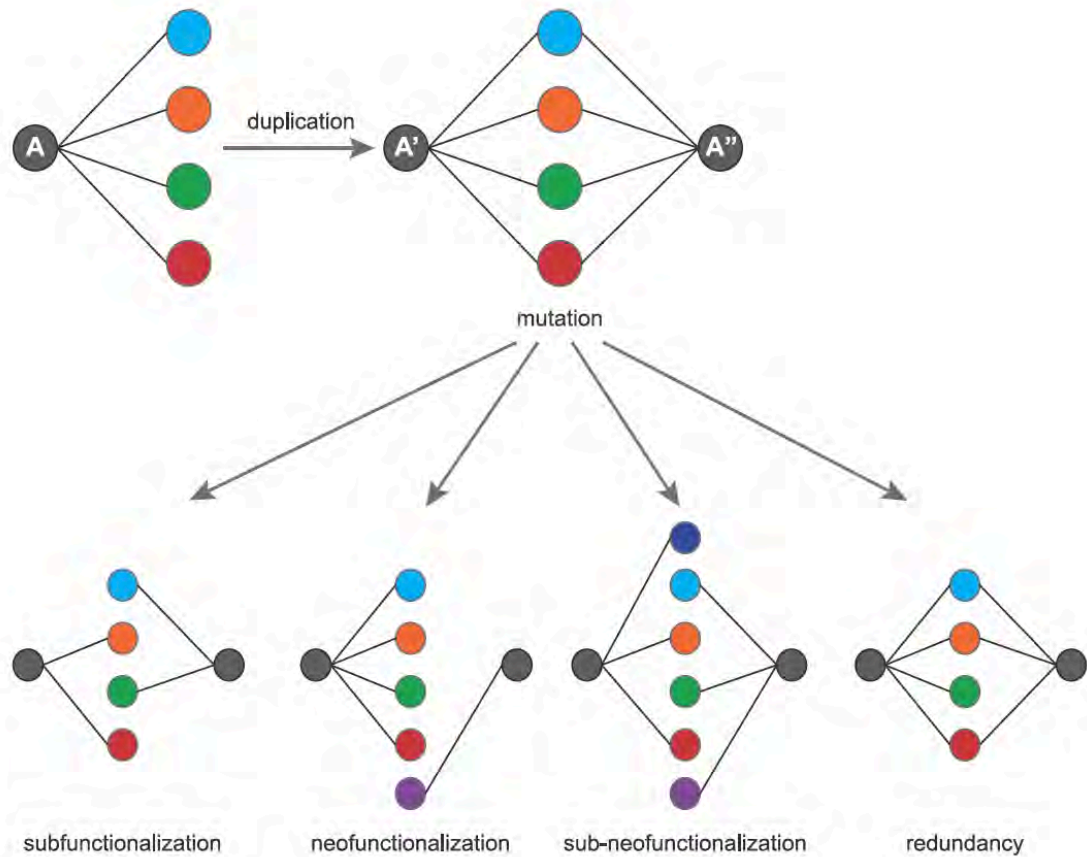 A
duplication
A'
A"
mutation
subfunctionalization
neofunctionalization
sub-neofunctionalization
redundancy